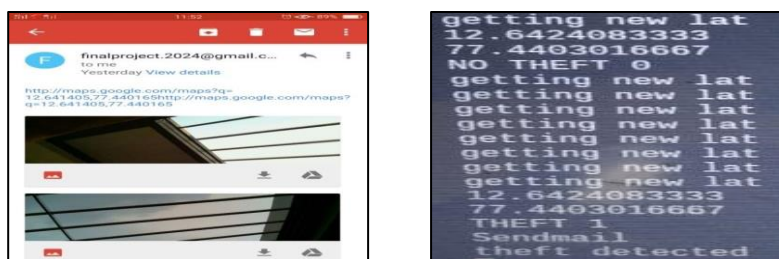 11:52
89%
F
finalproject.2024@gmail.c...
to me
Yesterday View details
http://maps.google.com/maps?q=
12.641405,77.440165http://maps.google.com/maps?
q=12.641405,77.440165
getting new lat
12.6424083333
77.4403016667
NO THEFT 0
getting new lat
getting new lat
getting new lat
getting new lat
getting new lat
getting new lat
getting new lat
12.6424083333
77.4403016667
THEFT 1
Sendmail
theft detected